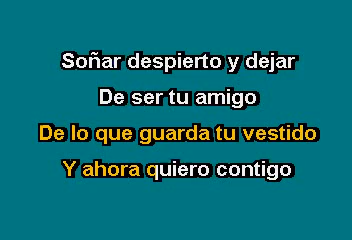 Soñar despierto y dejar
De ser tu amigo
De lo que guarda tu vestido
Y ahora quiero contigo